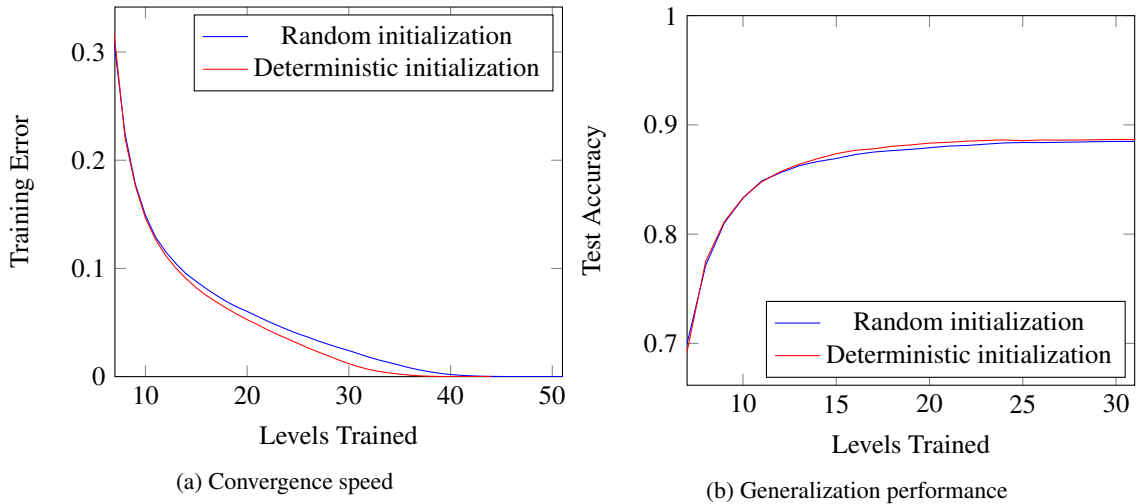 Random initialization
Deterministic initialization
0.3
0.2
0.1
0
Training Error
10
20
30
40
50
Levels Trained
(a) Convergence speed
1
0.9
0.8
0.7
Test Accuracy
Random initialization
Deterministic initialization
10
15
20
25
30
Levels Trained
(b) Generalization performance